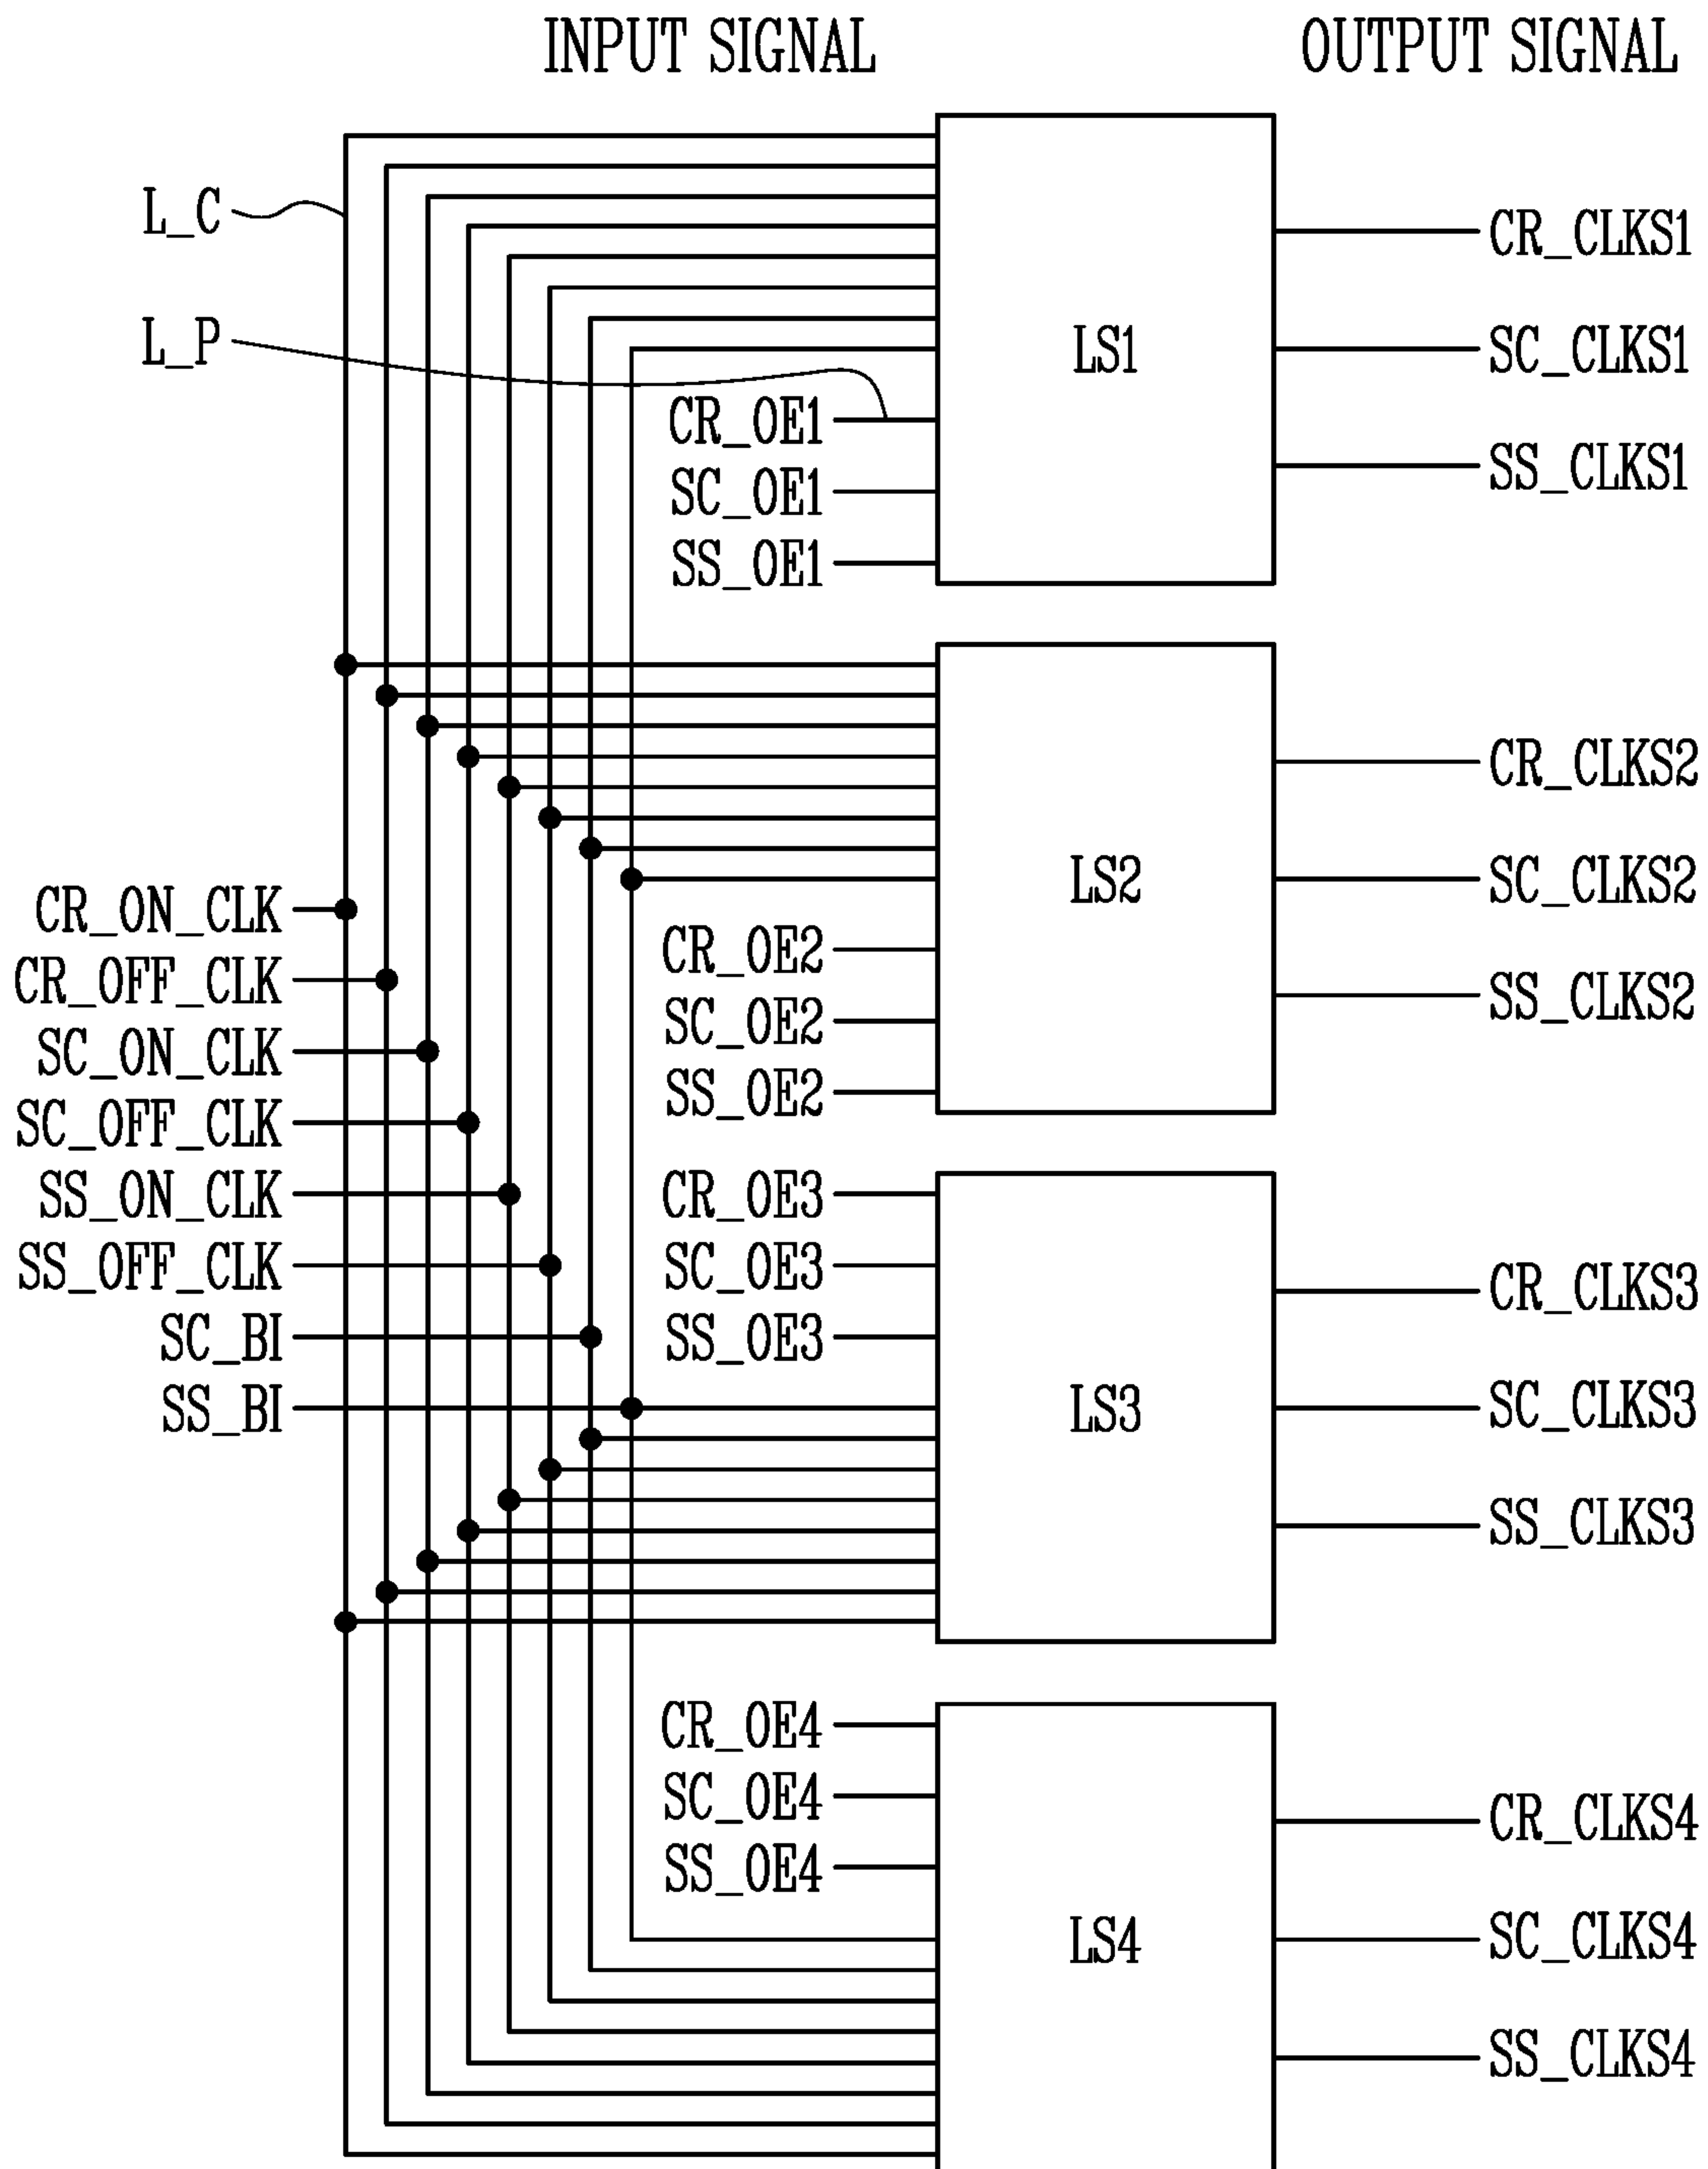 INPUT SIGNAL
OUTPUT SIGNAL
L_C
L_P
CR_OE1
SC_OE1
SS_OE1
LS1
CR_CLKS1
SC_CLKS1
SS_CLKS1
CR_ON_CLK
CR_OFF_CLK
SC_ON_CLK
SC_OFF_CLK
SS_ON_CLK
SS_OFF_CLK
SC_BI
SS_BI
CR_OE2
SC_OE2
SS_OE2
LS2
CR_CLKS2
SC_CLKS2
SS_CLKS2
CR_OE3
SC_OE3
SS_OE3
LS3
CR_CLKS3
SC_CLKS3
SS_CLKS3
CR_OE4
SC_OE4
SS_OE4
LS4
CR_CLKS4
SC_CLKS4
SS_CLKS4